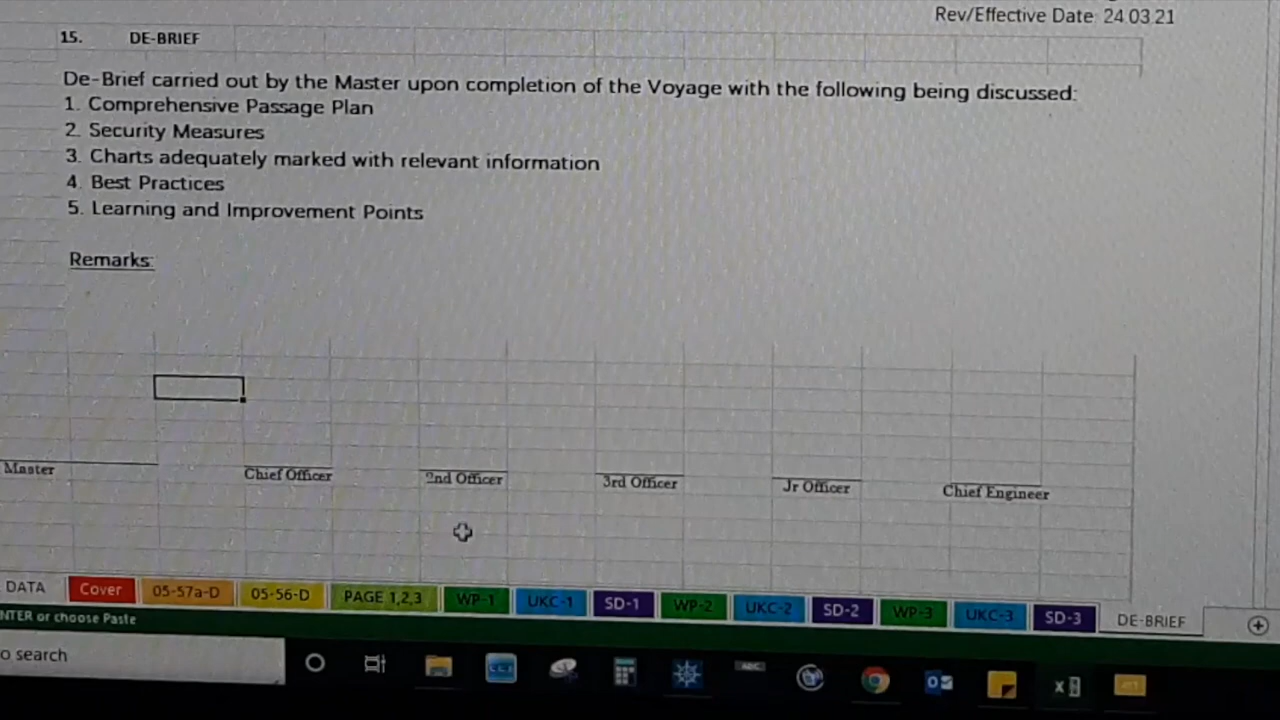 Rev/Effective Date: 24.03.21
15. DE-BRIEF
De-Brief carried out by the Master upon completion of the Voyage with the following being discussed:
1. Comprehensive Passage Plan
2. Security Measures
3. Charts adequately marked with relevant information
4. Best Practices
5. Learning and Improvement Points
Remarks:
Master Chief Officer 2nd Officer 3rd Officer Jr Officer Chief Engineer
DATA Cover 05-57a-D 05-56-D PAGE 1,2,3 WP-1 UKC-1 SD-1 WP-2 UKC-2 SD-2 WP-3 UKC-3 SD-3 DE-BRIEF
NTER or choose Paste
o search